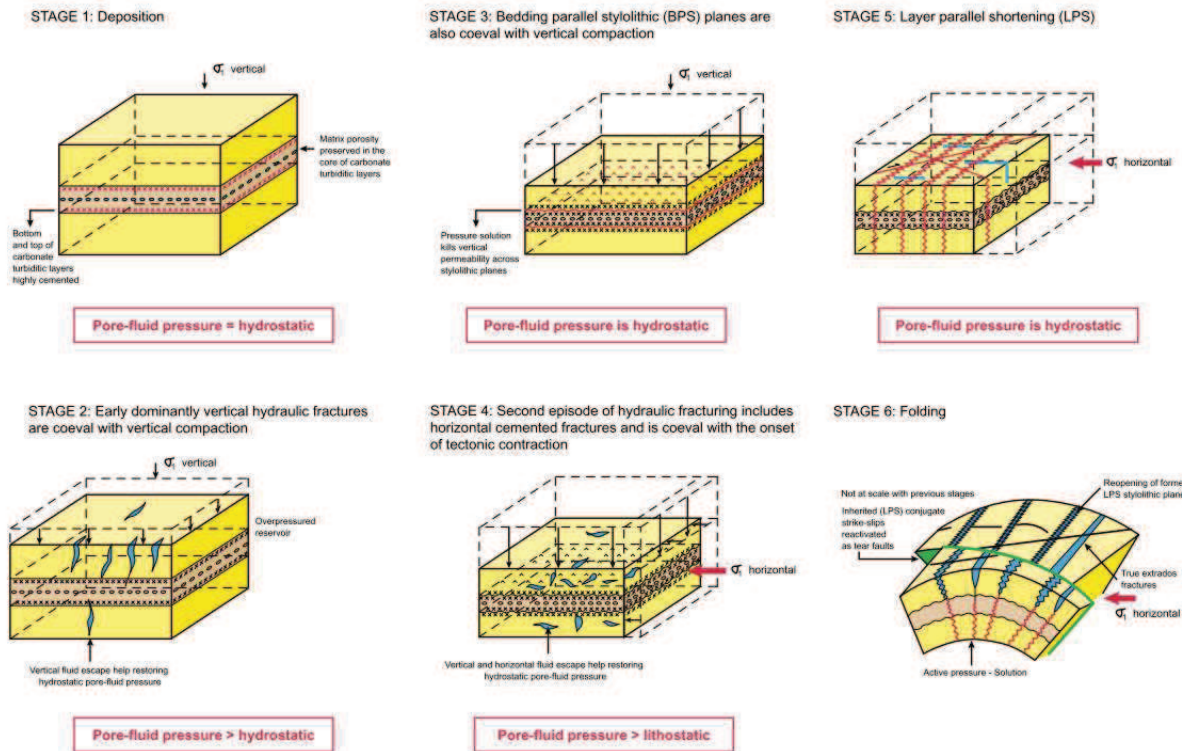 STAGE 1: Deposition
σ1 vertical
Matrix porosity
preserved in the
core of carbonate
turbiditic layers
Bottom
and top of
carbonate
turbiditic layers
highly cemented
Pore-fluid pressure = hydrostatic
STAGE 3: Bedding parallel stylolithic (BPS) planes are
also coeval with vertical compaction
σ1 vertical
Pressure solution
kills vertical
permeability across
stylolithic planes
Pore-fluid pressure is hydrostatic
STAGE 5: Layer parallel shortening (LPS)
σ1 horizontal
Pore-fluid pressure is hydrostatic
STAGE 2: Early dominantly vertical hydraulic fractures
are coeval with vertical compaction
σ1 vertical
Overpressured
reservoir
Vertical fluid escape help restoring
hydrostatic pore-fluid pressure
Pore-fluid pressure > hydrostatic
STAGE 4: Second episode of hydraulic fracturing includes
horizontal cemented fractures and is coeval with the onset
of tectonic contraction
σ1 horizontal
Vertical and horizontal fluid escape help restoring
hydrostatic pore-fluid pressure
Pore-fluid pressure > lithostatic
STAGE 6: Folding
Not at scale with previous stages
Inherited (LPS) conjugate
strike-slips
reactivated
as tear faults
Reopening of forme
LPS stylolithic plane
True extrados
fractures
σ1 horizontal
Active pressure - Solution